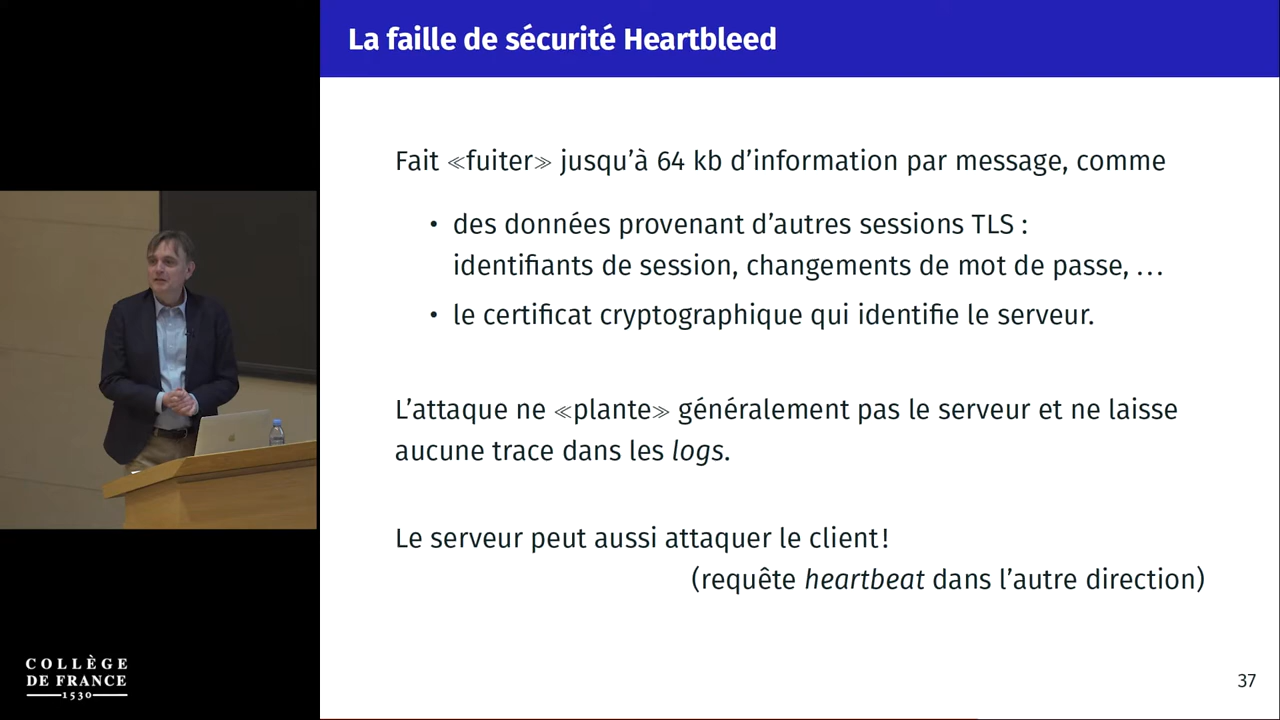 La faille de sécurité Heartbleed
Fait ≪fuiter≫ jusqu’à 64 kb d’information par message, comme
• des données provenant d’autres sessions TLS :
identifiants de session, changements de mot de passe, …
• le certificat cryptographique qui identifie le serveur.
L’attaque ne ≪plante≫ généralement pas le serveur et ne laisse
aucune trace dans les logs.
Le serveur peut aussi attaquer le client!
(requête heartbeat dans l’autre direction)
37
COLLÈGE
DE FRANCE
1530